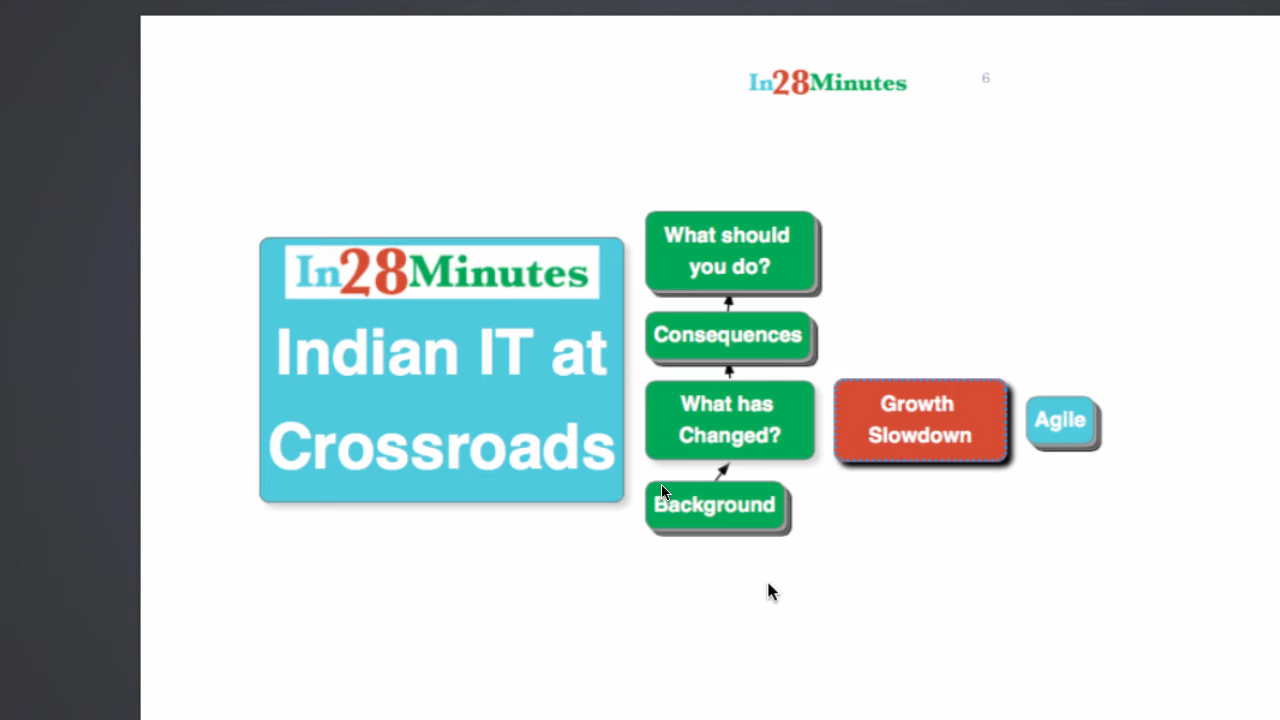 In28Minutes
6
In28Minutes
Indian IT at
Crossroads
What should
you do?
Consequences
What has
Changed?
Growth
Slowdown
Agile
Background